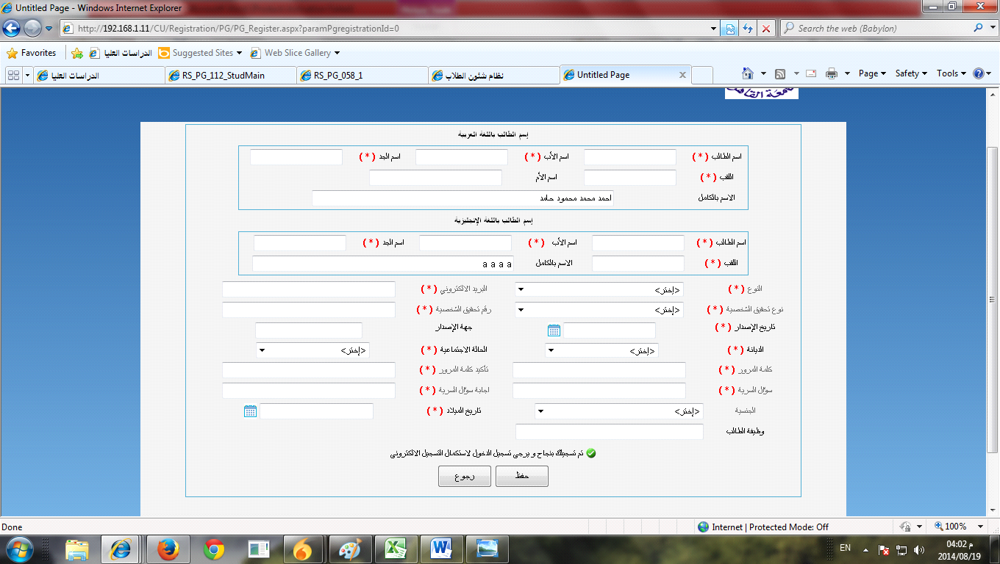 Untitled Page - Windows Internet Explorer
http://192.168.1.11/CU/Registration/PG/PG_Register.aspx?paramPgregistrationId=0
Search the web (Babylon)
Favorites الدراسات العليا Suggested Sites Web Slice Gallery
الدراسات العليا RS_PG_112_StudMain RS_PG_058_1 نظام شئون الطلاب Untitled Page Page Safety Tools
إسم الطالب باللغة العربية
اسم الطالب (*) اسم الأب (*) اسم الجد (*)
اللقب (*) اسم الأم
الاسم بالكامل احمد محمد محمود حامد
إسم الطالب باللغة الإنجليزية
اسم الطالب (*) اسم الأب (*) اسم الجد (*)
اللقب (*) الاسم بالكامل a a a a
النوع (*) <إختر> البريد الالكتروني (*)
نوع تحقيق الشخصية (*) <إختر> رقم تحقيق الشخصية (*)
تاريخ الإصدار (*) جهة الإصدار
الديانة (*) <إختر> الحالة الاجتماعية (*) <إختر>
كلمة المرور (*) تأكيد كلمة المرور (*)
سوٴال السرية (*) اجابة سوٴال السرية (*)
الجنسية <إختر> تاريخ الميلاد (*)
وظيفة الطالب
تم تسجيلك بنجاح و يرجى تسجيل الدخول لاستكمال التسجيل الالكترونى
حفظ رجوع
Done Internet | Protected Mode: Off 100%
EN 04:02 م
2014/08/19